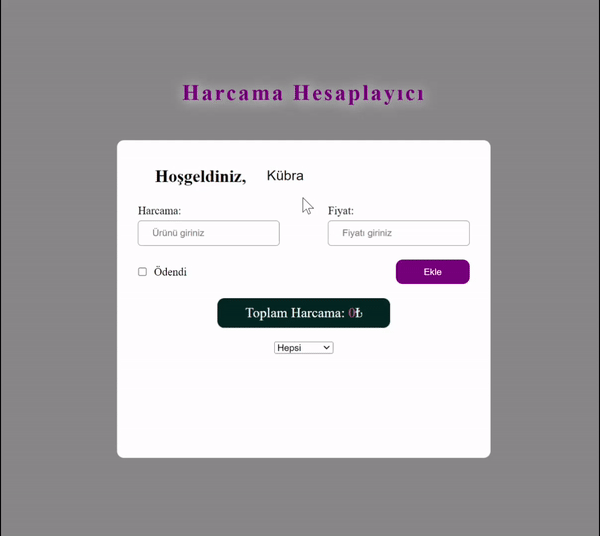 Harcama Hesaplayıcı
Hoşgeldiniz, Kübra
Harcama: Fiyat:
Ürünü giriniz Fiyatı giriniz
Ödendi Ekle
Toplam Harcama: 0₺
Hepsi